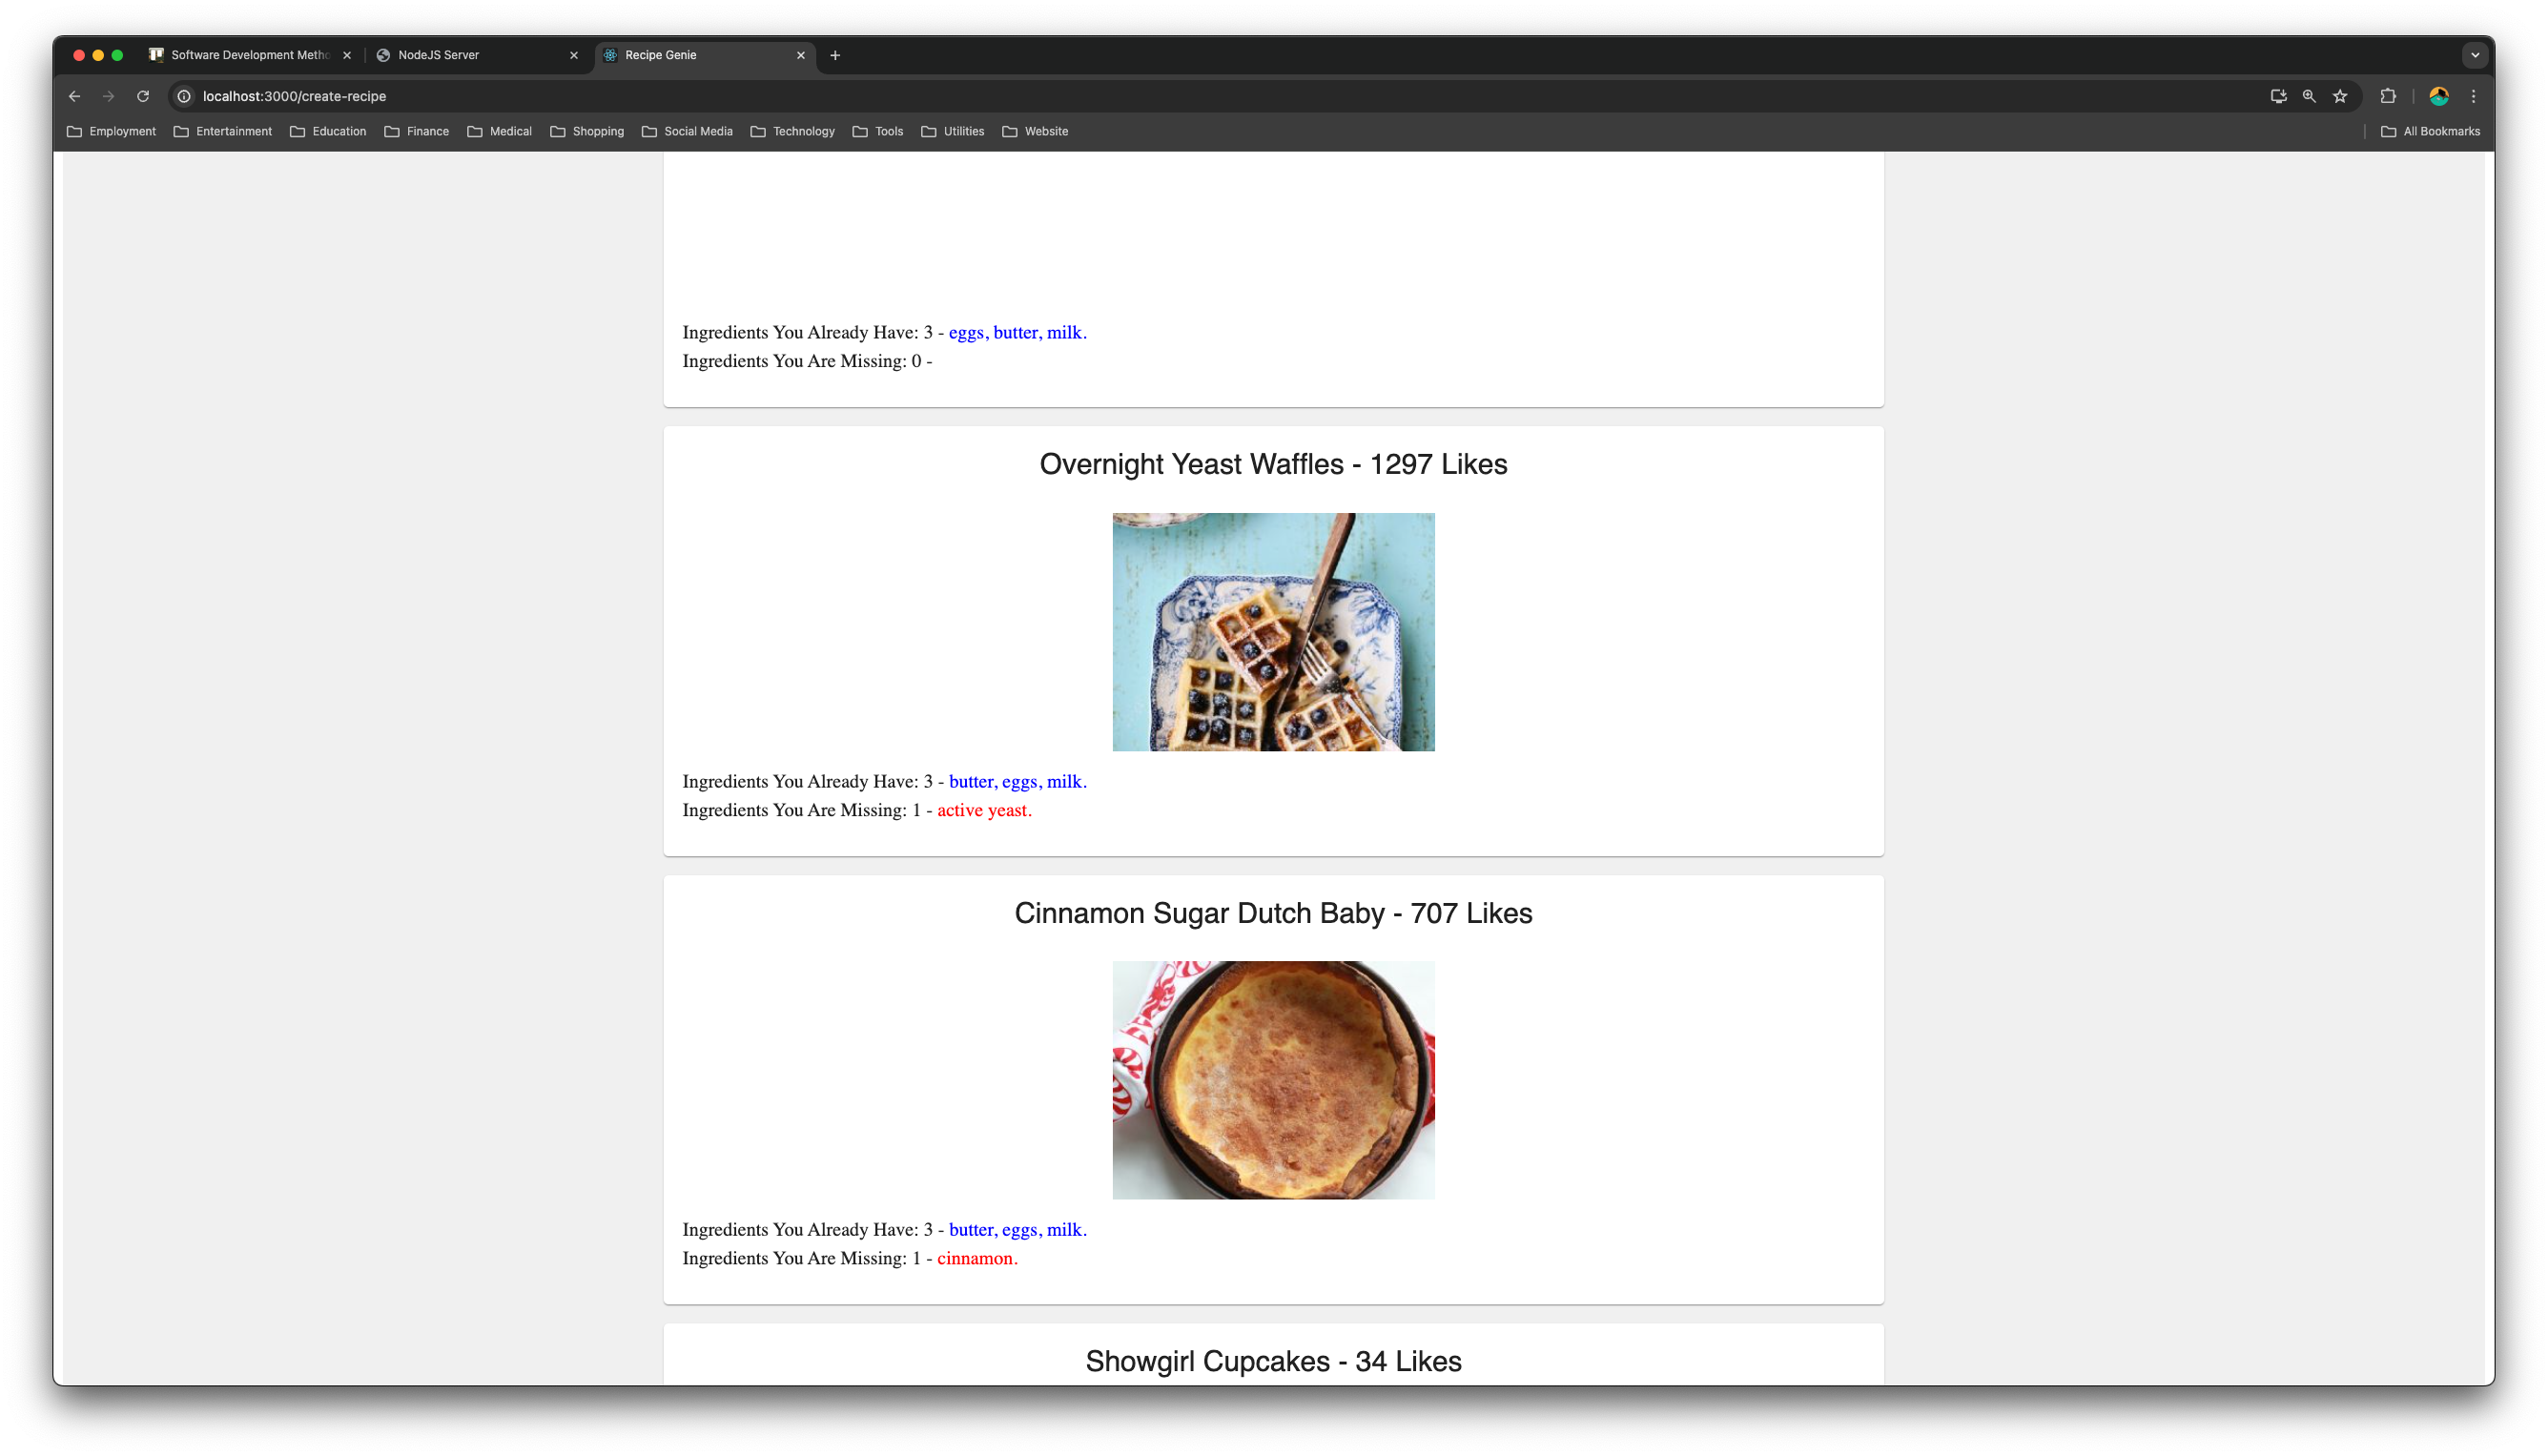 Software Development Metho
NodeJS Server
Recipe Genie
localhost:3000/create-recipe
Employment Entertainment Education Finance Medical Shopping Social Media Technology Tools Utilities Website All Bookmarks
Ingredients You Already Have: 3 - eggs, butter, milk.
Ingredients You Are Missing: 0 -
Overnight Yeast Waffles - 1297 Likes
Ingredients You Already Have: 3 - butter, eggs, milk.
Ingredients You Are Missing: 1 - active yeast.
Cinnamon Sugar Dutch Baby - 707 Likes
Ingredients You Already Have: 3 - butter, eggs, milk.
Ingredients You Are Missing: 1 - cinnamon.
Showgirl Cupcakes - 34 Likes